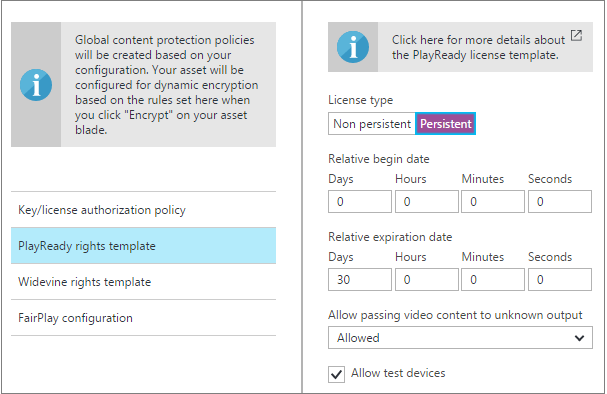 Global content protection policies
will be created based on your
configuration. Your asset will be
configured for dynamic encryption
based on the rules set here when
you click "Encrypt" on your asset
blade.
Key/license authorization policy
PlayReady rights template
Widevine rights template
FairPlay configuration
Click here for more details about
the PlayReady license template.
License type
Non persistent Persistent
Relative begin date
Days Hours Minutes Seconds
0 0 0 0
Relative expiration date
Days Hours Minutes Seconds
30 0 0 0
Allow passing video content to unknown output
Allowed
Allow test devices